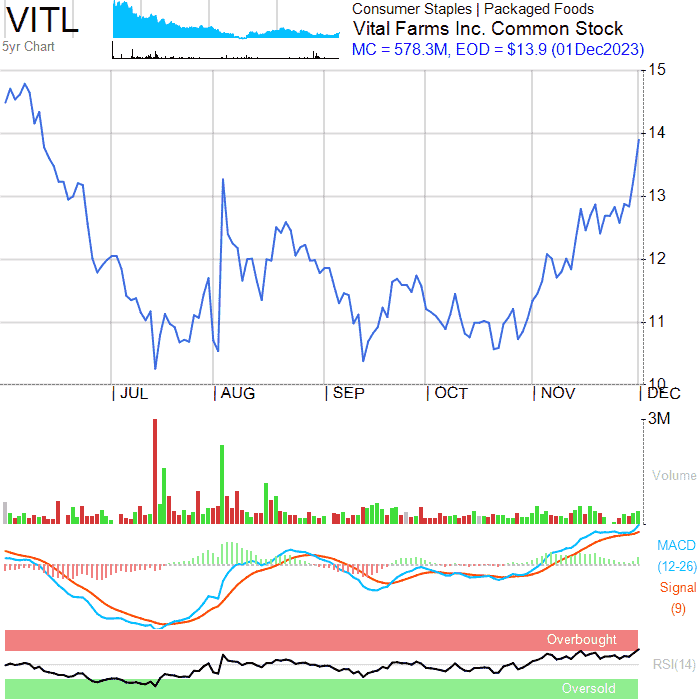 VITL
5yr Chart
Consumer Staples | Packaged Foods
Vital Farms Inc. Common Stock
MC = 578.3M, EOD = $13.9 (01Dec2023)
15
14
13
12
11
10
| JUL | AUG | SEP | OCT | NOV | DEC
3M
Volume
MACD
(12-26)
Signal
(9)
Overbought
RSI(14)
Oversold